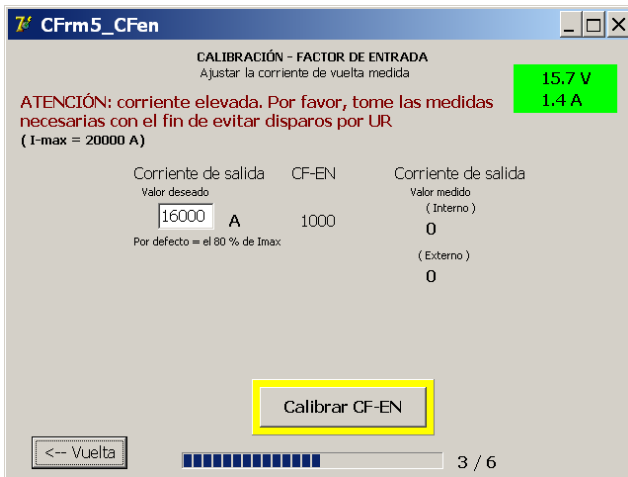 CFrm5_CFen
CALIBRACIÓN - FACTOR DE ENTRADA
Ajustar la corriente de vuelta medida
15.7 V
1.4 A
ATENCIÓN: corriente elevada. Por favor, tome las medidas
necesarias con el fin de evitar disparos por UR
( I-max = 20000 A)
Corriente de salida CF-EN Corriente de salida
Valor deseado Valor medido
( Interno )
16000 A 1000 0
Por defecto = el 80 % de Imax
( Externo )
0
Calibrar CF-EN
<-- Vuelta
3 / 6